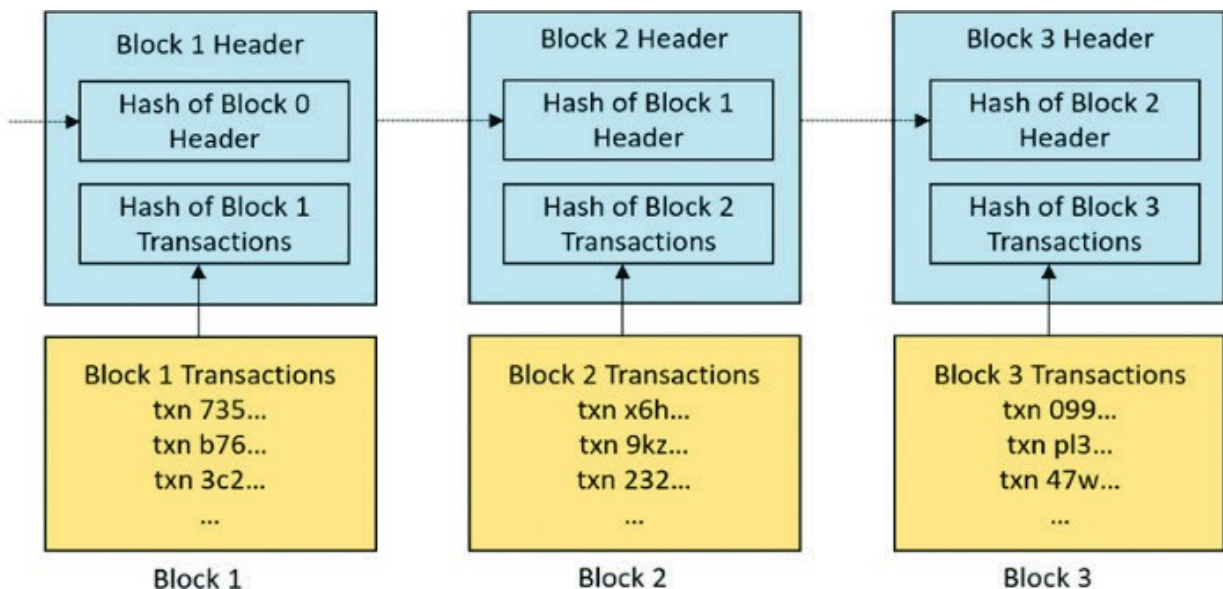 Block 1 Header
Hash of Block 0
Header
Hash of Block 1
Transactions
Block 1 Transactions
txn 735...
txn b76...
txn 3c2...
...
Block 1
Block 2 Header
Hash of Block 1
Header
Hash of Block 2
Transactions
Block 2 Transactions
txn x6h...
txn 9kz...
txn 232...
...
Block 2
Block 3 Header
Hash of Block 2
Header
Hash of Block 3
Transactions
Block 3 Transactions
txn 099...
txn pl3...
txn 47w...
...
Block 3